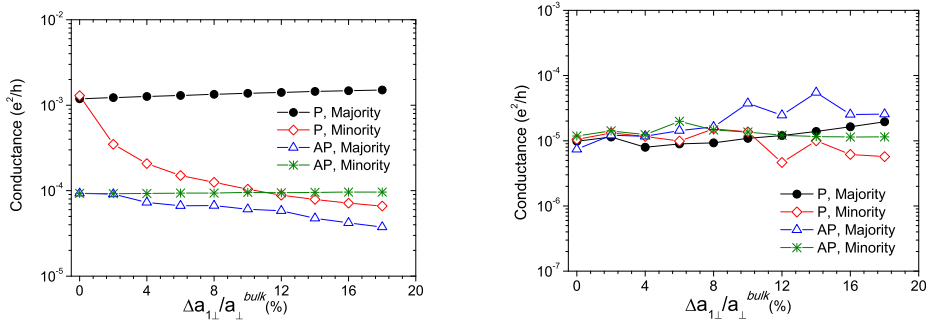 10⁻²
10⁻³
10⁻⁴
10⁻⁵
Conductance (e²/h)
P, Majority
P, Minority
AP, Majority
AP, Minority
0 4 8 12 16 20
Δa₁⊥/a⊥ᵇᵘˡᵏ(%)
10⁻³
10⁻⁴
10⁻⁵
10⁻⁶
10⁻⁷
Conductance (e²/h)
P, Majority
P, Minority
AP, Majority
AP, Minority
0 4 8 12 16 20
Δa₁⊥/a⊥ᵇᵘˡᵏ(%)